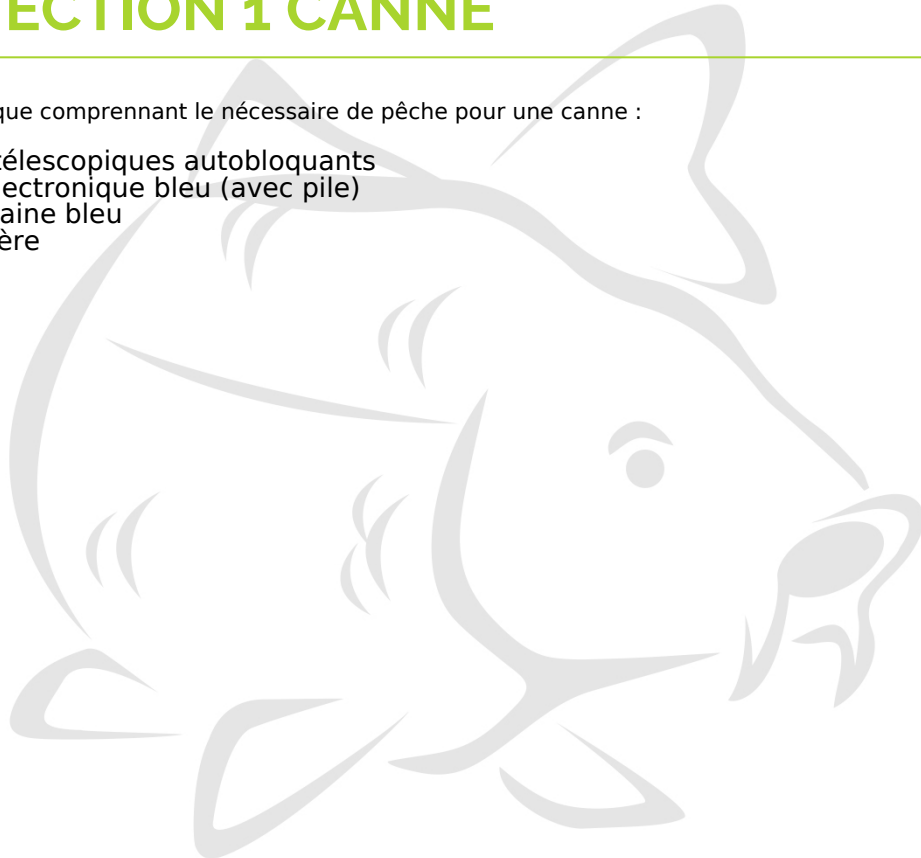 ECTION 1 CANNE
que comprennant le nécessaire de pêche pour une canne :
télescopiques autobloquants
lectronique bleu (avec pile)
aine bleu
ère